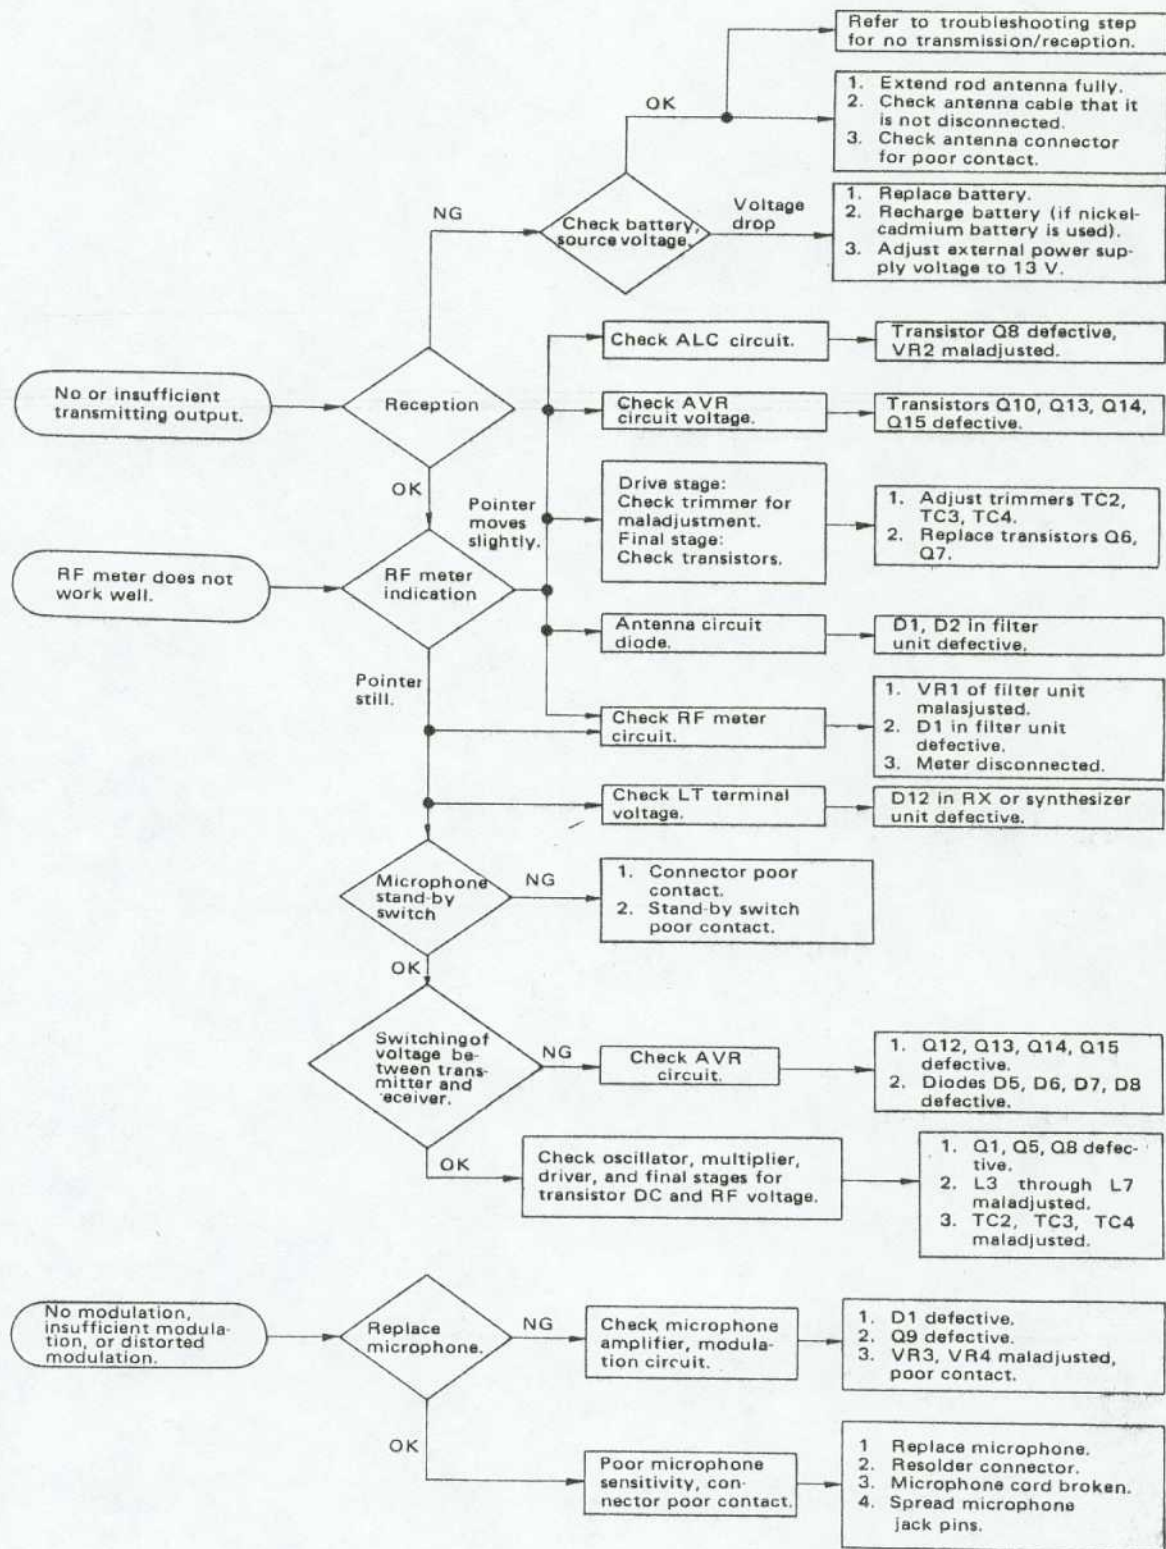 Refer to troubleshooting step
for no transmission/reception.
OK
1. Extend rod antenna fully.
2. Check antenna cable that it
is not disconnected.
3. Check antenna connector
for poor contact.
NG
Check battery,
source voltage.
Voltage
drop
1. Replace battery.
2. Recharge battery (if nickel-
cadmium battery is used).
3. Adjust external power sup-
ply voltage to 13 V.
No or insufficient
transmitting output.
Reception
Check ALC circuit.
Transistor Q8 defective,
VR2 maladjusted.
Check AVR
circuit voltage.
Transistors Q10, Q13, Q14,
Q15 defective.
OK
Pointer
moves
slightly.
Drive stage:
Check trimmer for
maladjustment.
Final stage:
Check transistors.
1. Adjust trimmers TC2,
TC3, TC4.
2. Replace transistors Q6,
Q7.
RF meter does not
work well.
RF meter
indication
Antenna circuit
diode.
D1, D2 in filter
unit defective.
Pointer
still.
Check RF meter
circuit.
1. VR1 of filter unit
malasjusted.
2. D1 in filter unit
defective.
3. Meter disconnected.
Check LT terminal
voltage.
D12 in RX or synthesizer
unit defective.
Microphone
stand-by
switch
NG
1. Connector poor
contact.
2. Stand-by switch
poor contact.
OK
Switching of
voltage be-
tween trans-
mitter and
eceiver.
NG
Check AVR
circuit.
1. Q12, Q13, Q14, Q15
defective.
2. Diodes D5, D6, D7, D8
defective.
OK
Check oscillator, multiplier,
driver, and final stages for
transistor DC and RF voltage.
1. Q1, Q5, Q8 defec-
tive.
2. L3 through L7
maladjusted.
3. TC2, TC3, TC4
maladjusted.
No modulation,
insufficient modula-
tion, or distorted
modulation.
Replace
microphone.
NG
Check microphone
amplifier, modula-
tion circuit.
1. D1 defective.
2. Q9 defective.
3. VR3, VR4 maladjusted,
poor contact.
OK
Poor microphone
sensitivity, con-
nector poor contact.
1 Replace microphone.
2. Resolder connector.
3. Microphone cord broken.
4. Spread microphone
jack pins.